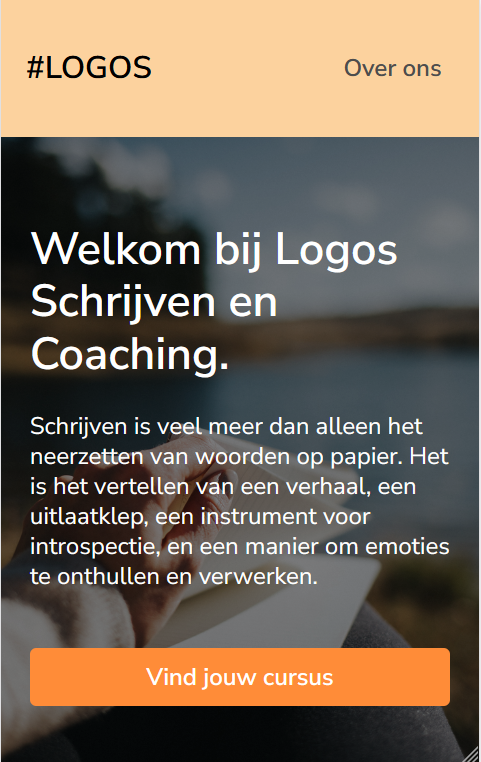 #LOGOS
Over ons
Welkom bij Logos
Schrijven en
Coaching.
Schrijven is veel meer dan alleen het
neerzetten van woorden op papier. Het
is het vertellen van een verhaal, een
uitlaatklep, een instrument voor
introspectie, en een manier om emoties
te onthullen en verwerken.
Vind jouw cursus